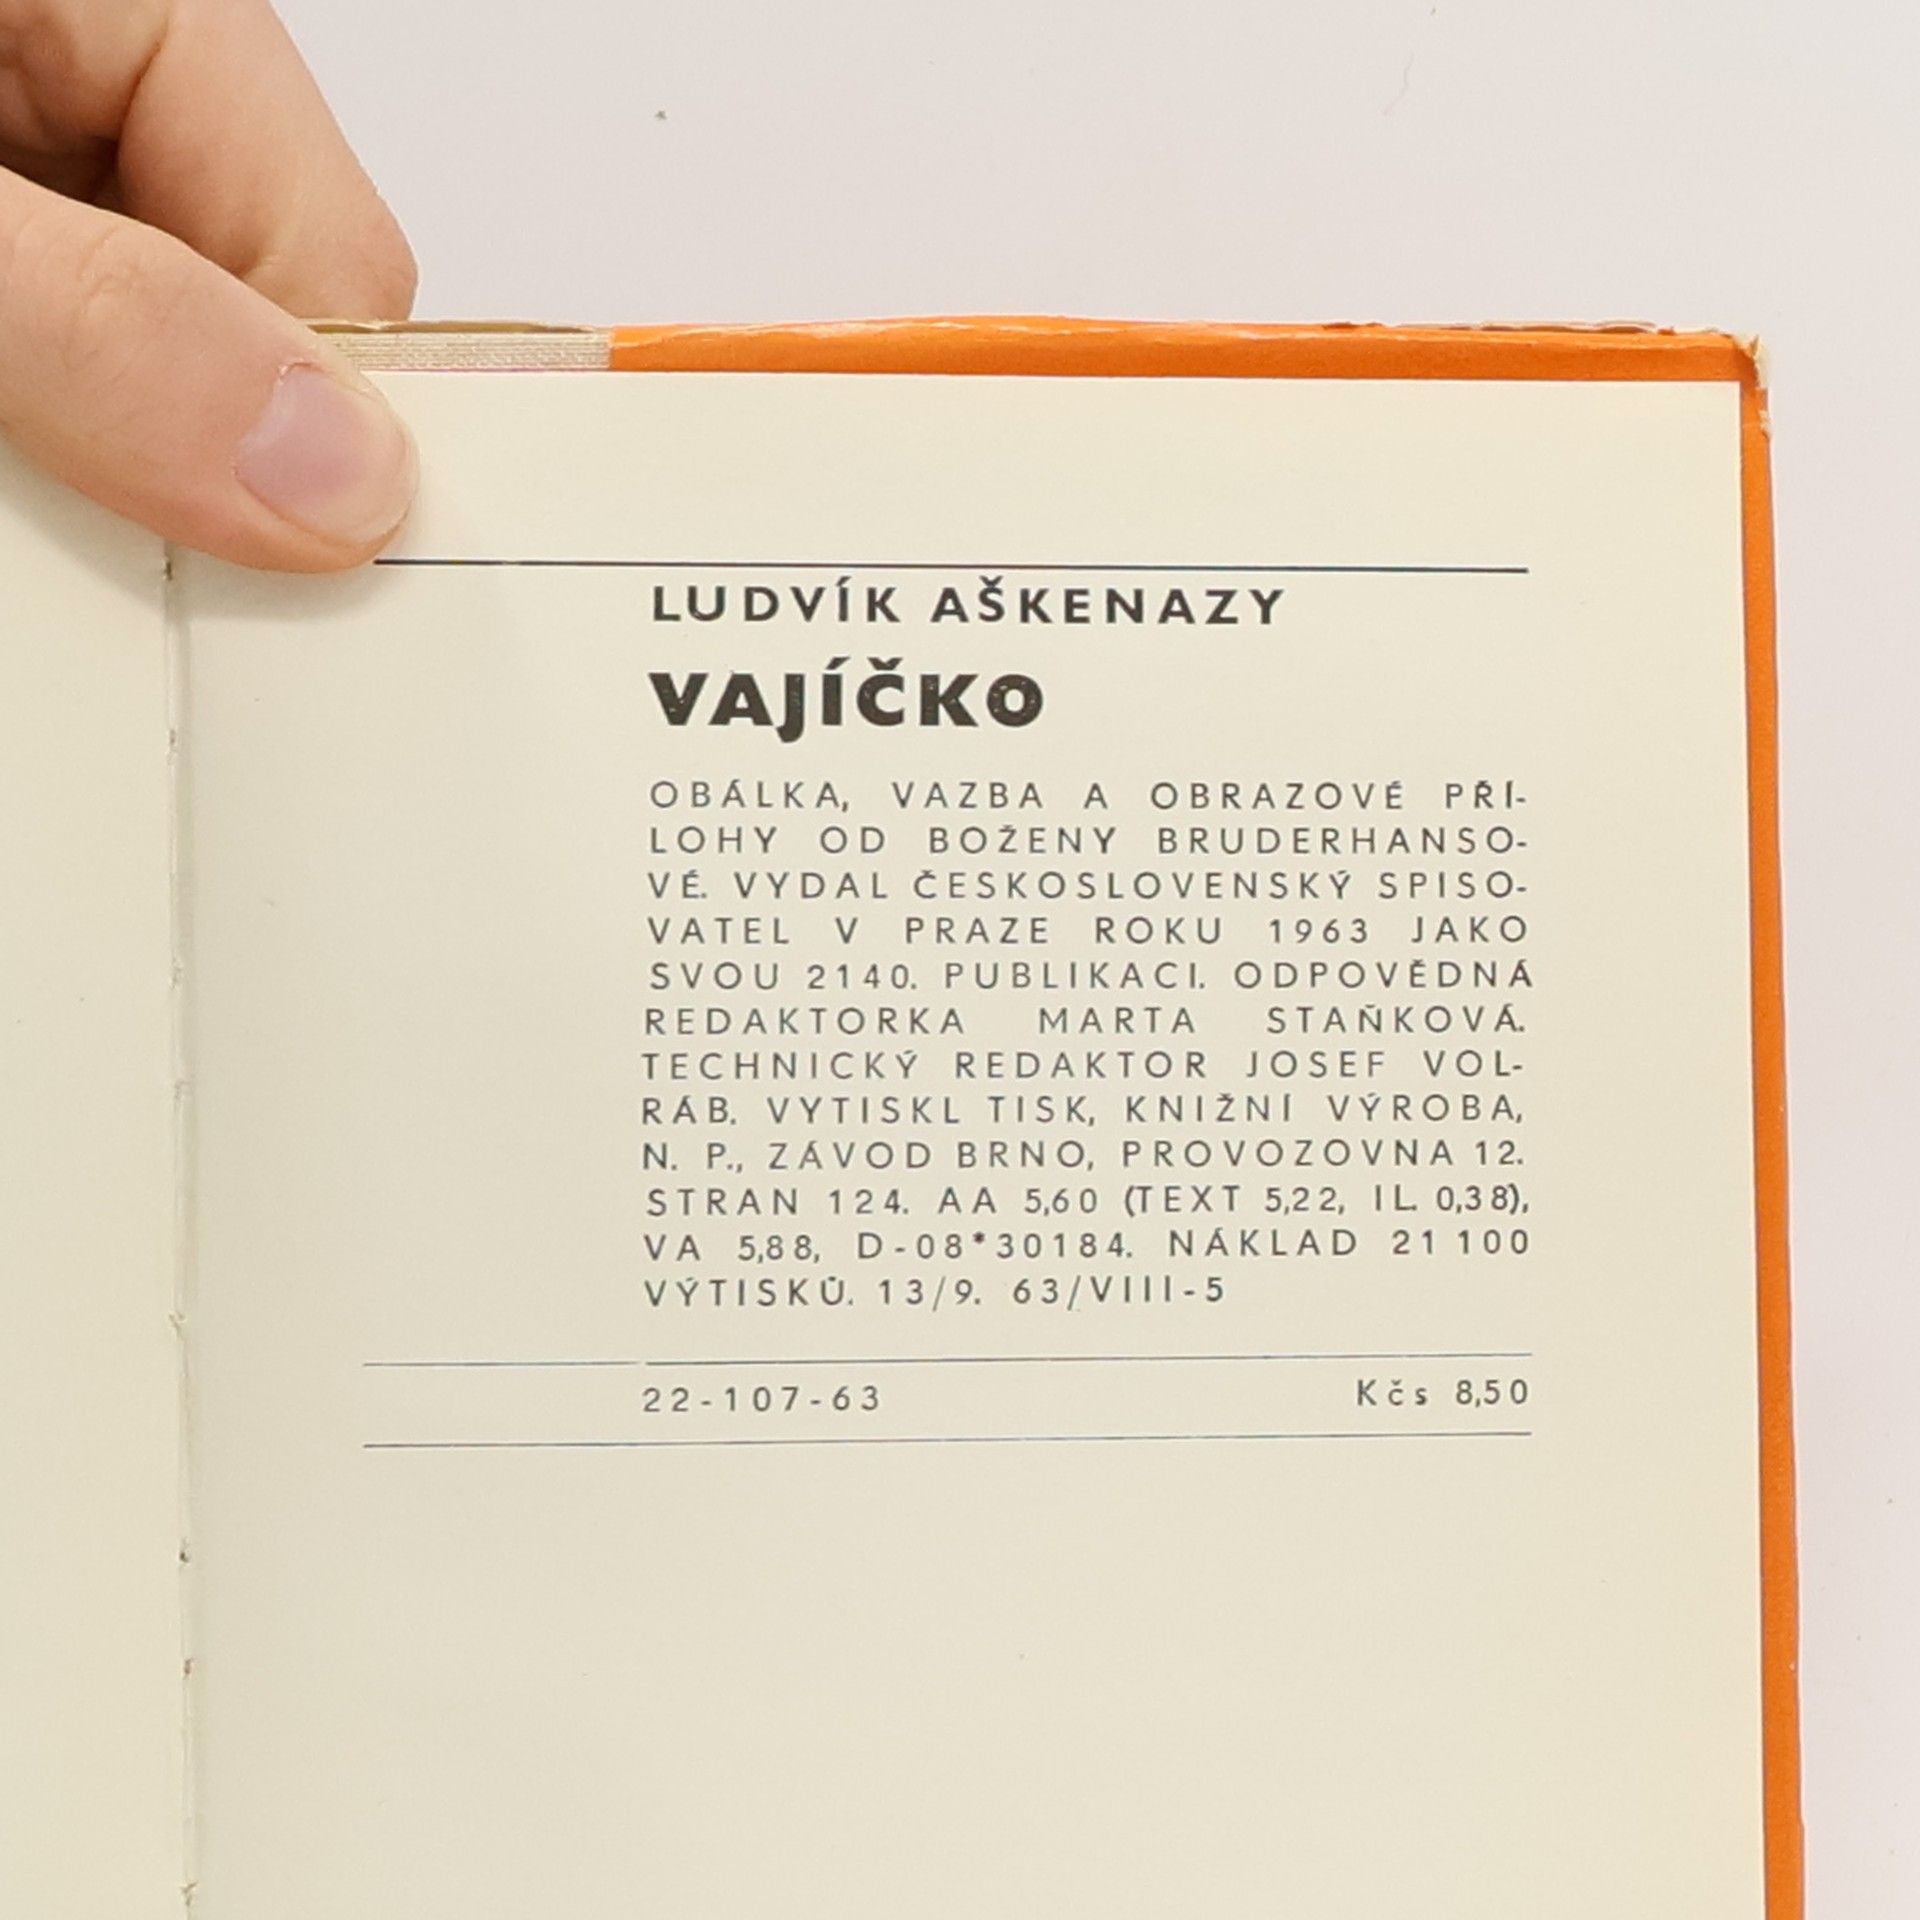 LUDVÍK AŠKENAZY
VAJÍČKO
OBÁLKA, VAZBA A OBRAZOVÉ PŘÍ-
LOHY OD BOŽENY BRUDERHANSO-
VÉ. VYDAL ČESKOSLOVENSKÝ SPISO-
VATEL V PRAZE ROKU 1963 JAKO
SVOU 2140. PUBLIKACI. ODPOVĚDNÁ
REDAKTORKA MARTA STAŇKOVÁ.
TECHNICKÝ REDAKTOR JOSEF VOL-
RÁB. VYTISKL TISK, KNIŽNÍ VÝROBA,
N. P., ZÁVOD BRNO, PROVOZOVNA 12.
STRAN 124. AA 5,60 (TEXT 5,22, IL. 0,38),
VA 5,88, D-08*30184. NÁKLAD 21 100
VÝTISKŮ. 13/9. 63/VIII-5
22-107-63 Kčs 8,50